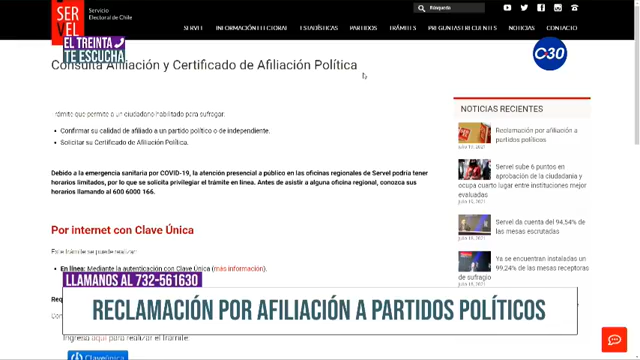 SER
VEL
Servicio
Electoral de Chile
Búsqueda
SERVEL
INFORMACIÓN ELECTORAL
ESTADÍSTICAS
PARTIDOS
TRÁMITES
PREGUNTAS FRECUENTES
NOTICIAS
CONTACTO
EL TREINTA
TE ESCUCHA
C30
Consulta Afiliación y Certificado de Afiliación Política
Trámite que permite a un ciudadano habilitado para sufragar:
Confirmar su calidad de afiliado a un partido político o de independiente.
Solicitar su Certificado de Afiliación Política.
Debido a la emergencia sanitaria por COVID-19, la atención presencial a público en las oficinas regionales de Servel podría tener
horarios limitados, por lo que se solicita privilegiar el trámite en línea. Antes de asistir a alguna oficina regional, conozca sus
horarios llamando al 600 6000 166.
Por internet con Clave Única
Este trámite se puede realizar:
En línea: Mediante la autenticación con Clave Única (más información).
NOTICIAS RECIENTES
Reclamación por afiliación a
partidos políticos
Servel sube 6 puntos en
aprobación de la ciudadanía y
ocupa cuarto lugar entre instituciones mejor
evaluadas
Servel da cuenta del 94,54%
de las mesas escrutadas
Ya se encuentran instaladas un
99,24% de las mesas receptoras
de sufragio
LLAMANOS AL 732-561630
RECLAMACIÓN POR AFILIACIÓN A PARTIDOS POLÍTICOS
Ingresa aquí para realizar el trámite:
ClaveÚnica